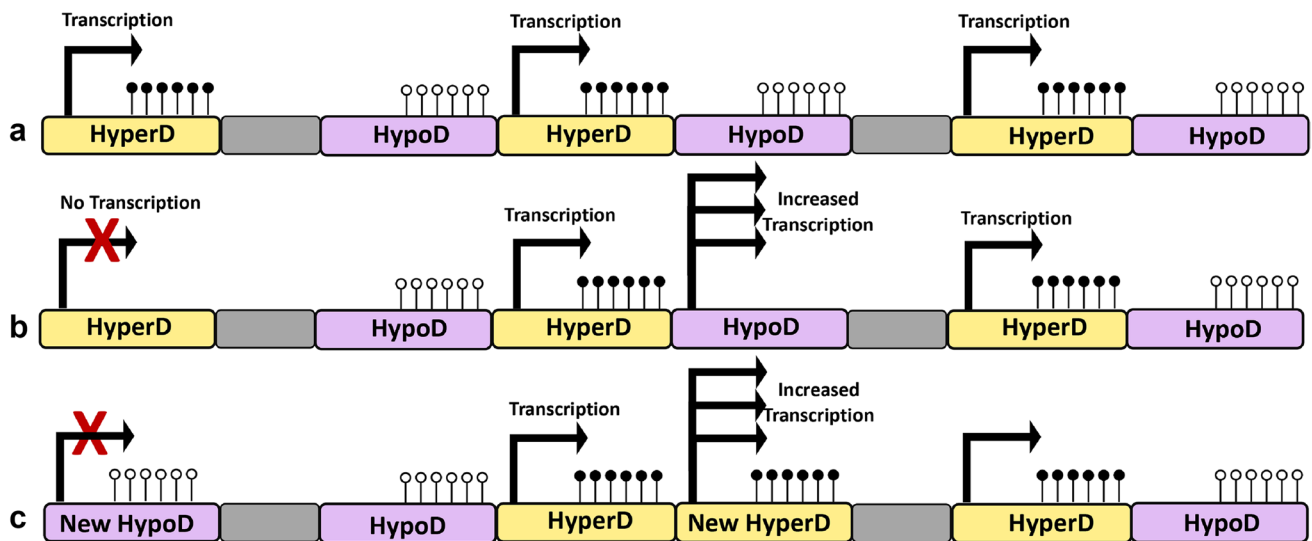 Transcription
Transcription
Transcription
a
HyperD
HypoD
HyperD
HypoD
HyperD
HypoD
No Transcription
X
Transcription
Increased
Transcription
Transcription
b
HyperD
HypoD
HyperD
HypoD
HyperD
HypoD
X
Transcription
Increased
Transcription
c
New HypoD
HypoD
HyperD
New HyperD
HyperD
HypoD